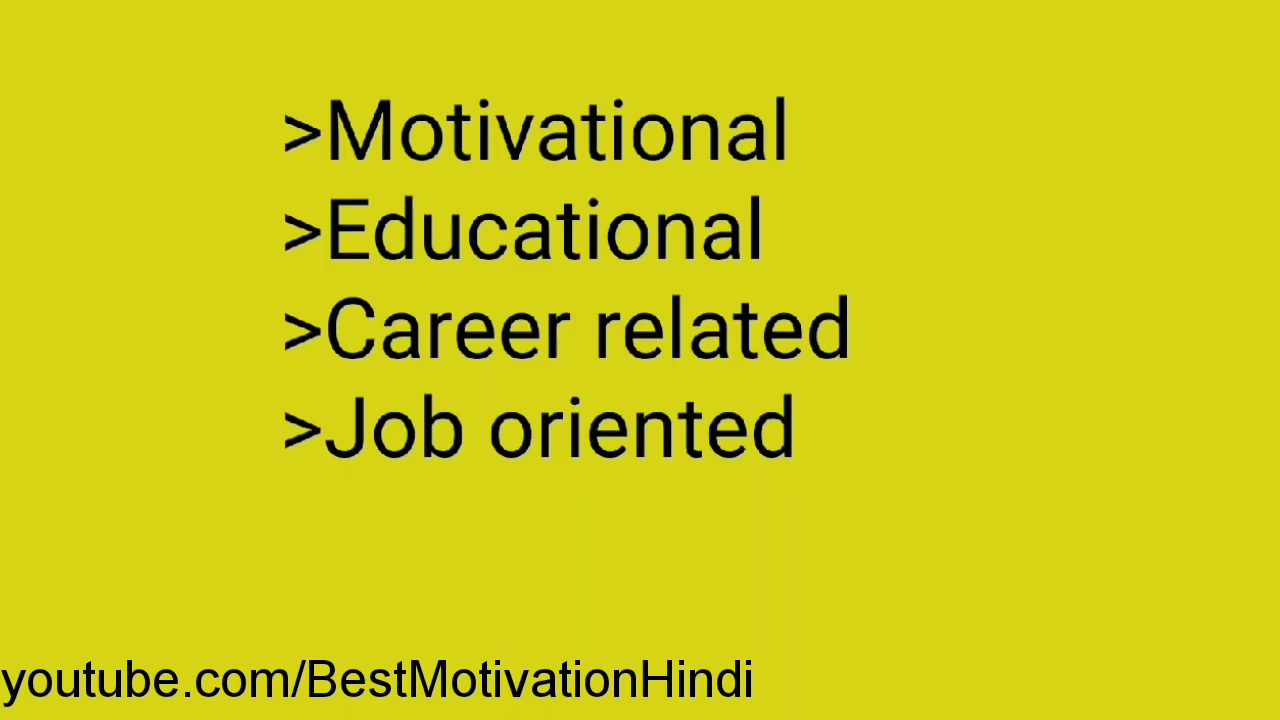 >Motivational
>Educational
>Career related
>Job oriented
youtube.com/BestMotivationHindi